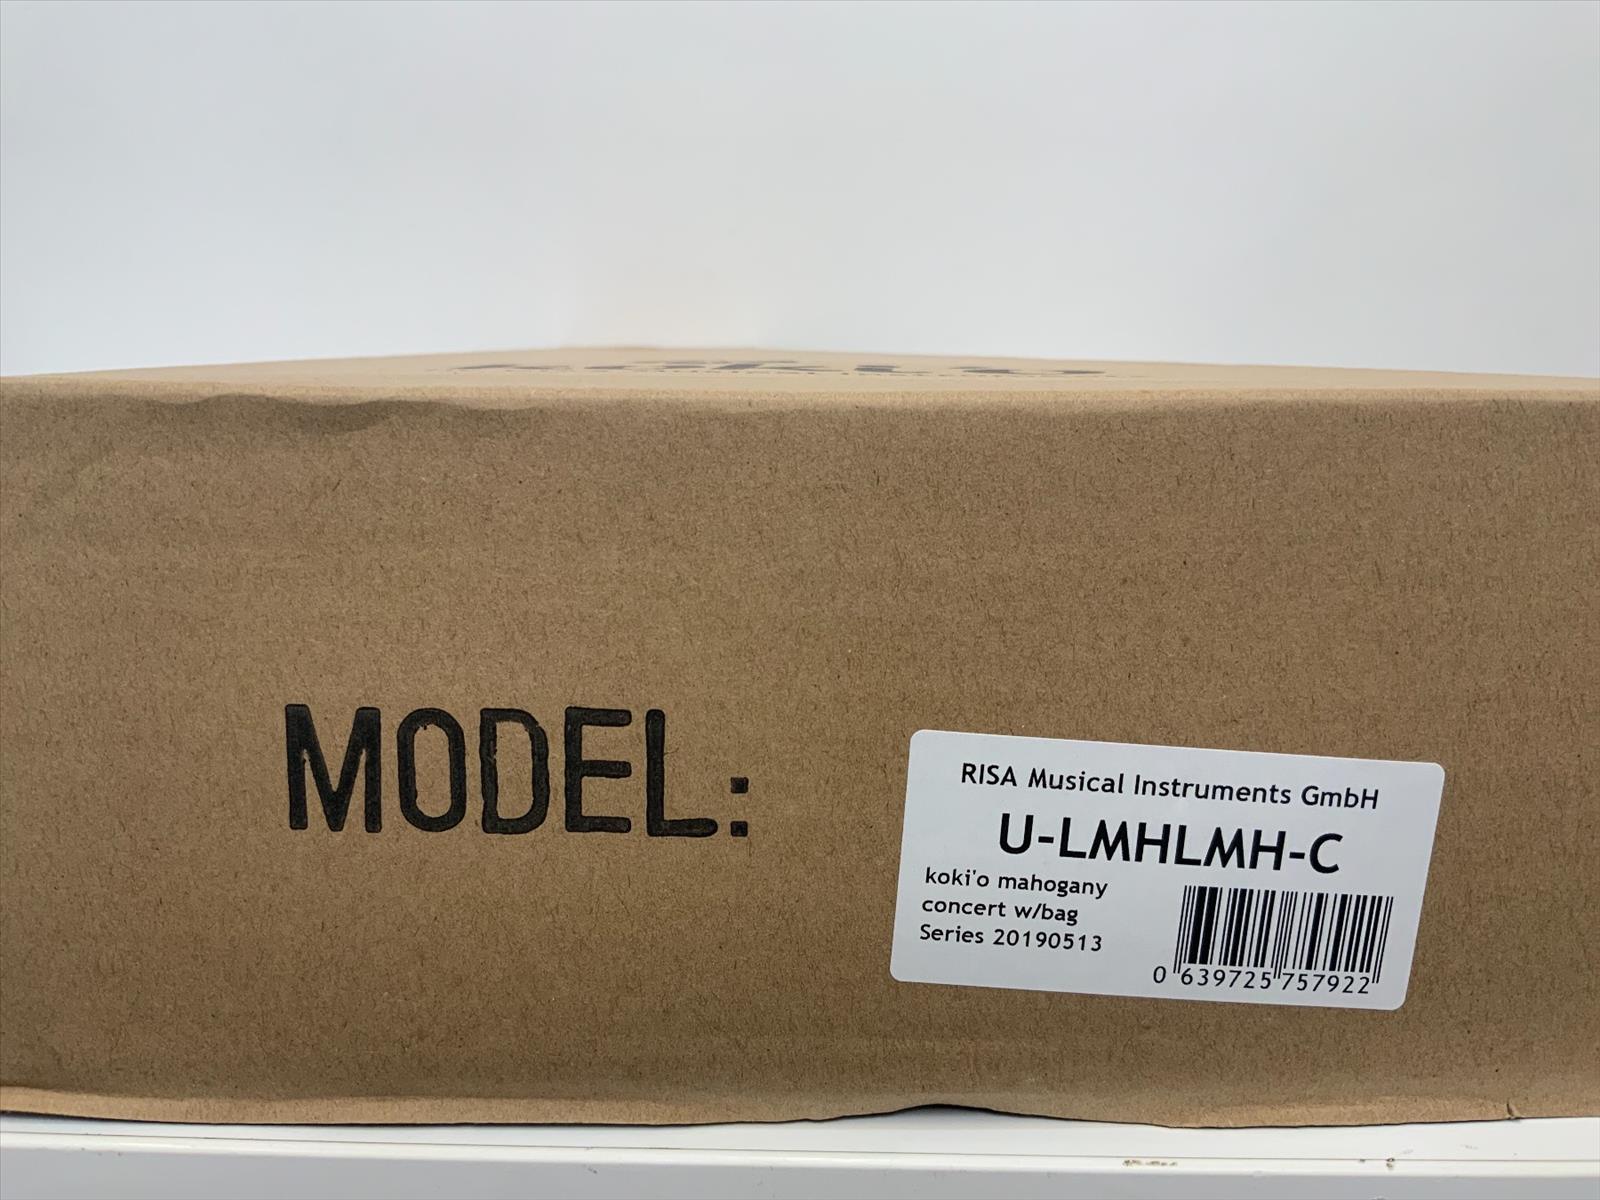 MODEL:
RISA Musical Instruments GmbH
U-LMHLMH-C
koki'o mahogany
concert w/bag
Series 20190513
0 639725 757922